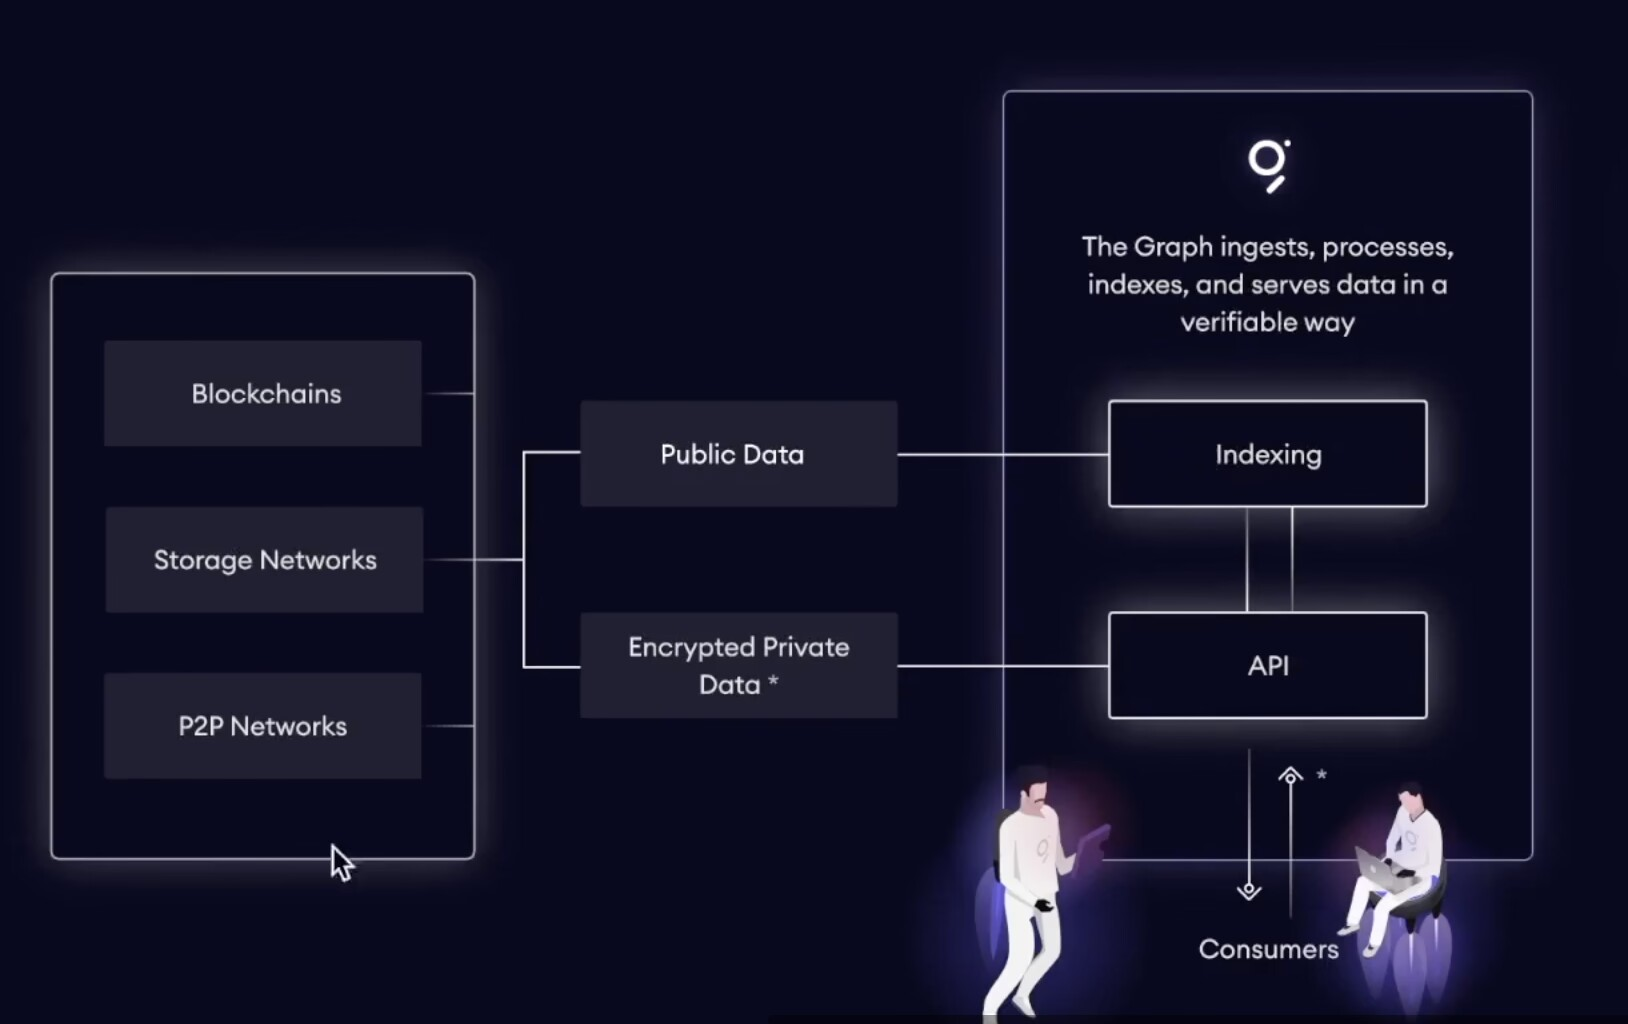 The Graph ingests, processes,
indexes, and serves data in a
verifiable way
Blockchains
Storage Networks
P2P Networks
Public Data
Encrypted Private
Data *
Indexing
API
*
Consumers